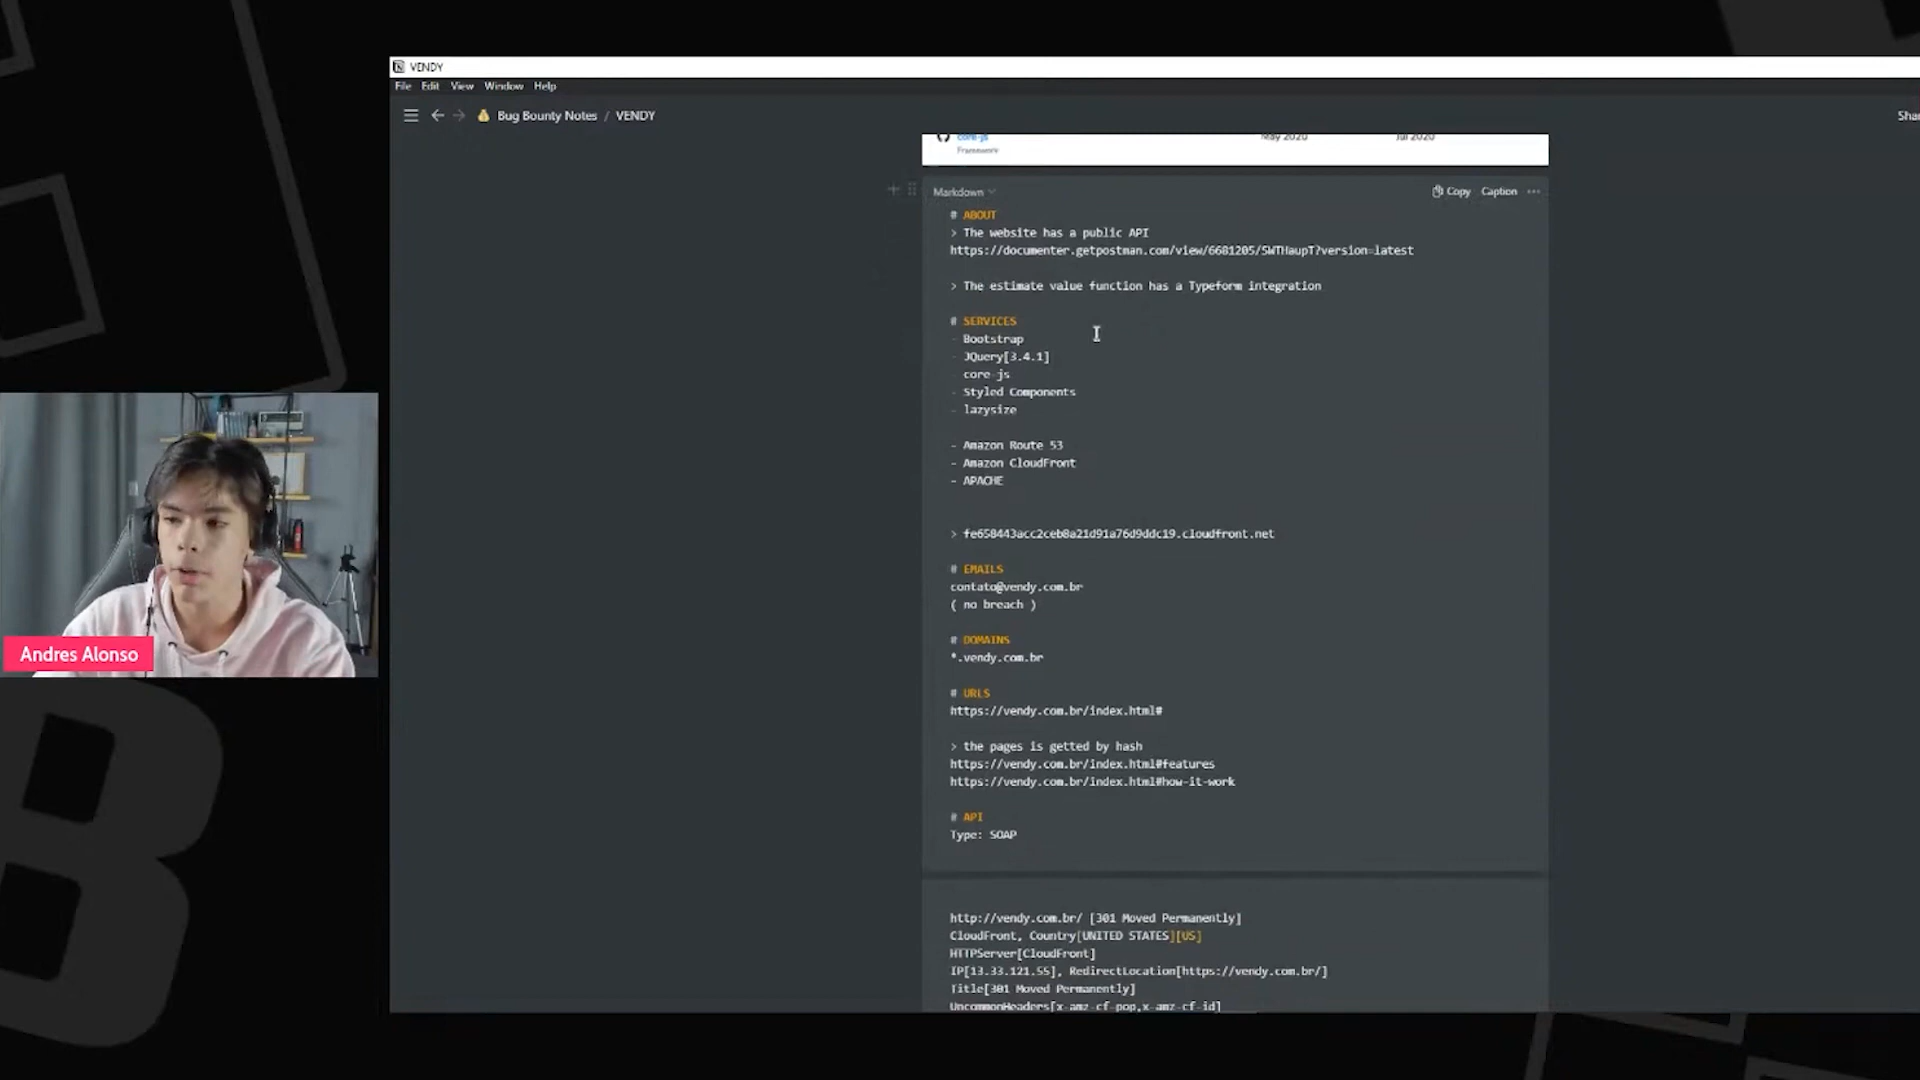 VENDY
File Edit View Window Help
Bug Bounty Notes / VENDY
core-js May 2020 Jul 2020
Framework
Markdown Copy Caption
# ABOUT
> The website has a public API
https://documenter.getpostman.com/view/6681205/SWTHaupT?version=latest
> The estimate value function has a Typeform integration
# SERVICES
- Bootstrap
- JQuery[3.4.1]
core-js
- Styled Components
- lazysize
- Amazon Route 53
- Amazon CloudFront
- APACHE
> fe658443acc2ceb8a21d91a76d9ddc19.cloudfront.net
# EMAILS
contato@vendy.com.br
( no breach )
# DOMAINS
*.vendy.com.br
# URLS
https://vendy.com.br/index.html#
> the pages is getted by hash
https://vendy.com.br/index.html#features
https://vendy.com.br/index.html#how-it-work
# API
Type: SOAP
http://vendy.com.br/ [301 Moved Permanently]
CloudFront, Country[UNITED STATES][US]
HTTPServer[CloudFront]
IP[13.33.121.55], RedirectLocation[https://vendy.com.br/]
Title[301 Moved Permanently]
UncommonHeaders[x-amz-cf-pop,x-amz-cf-id]
Andres Alonso